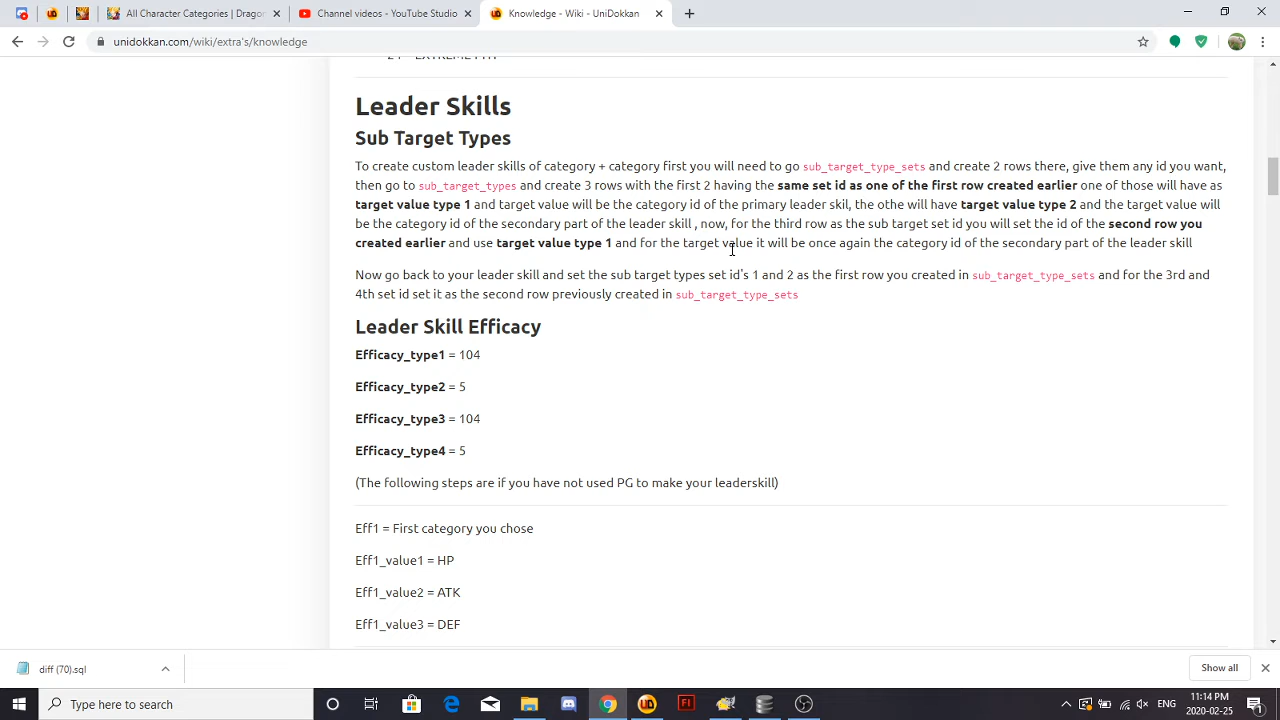 All Character Categories | Dragon
Channel videos - YouTube Studio
Knowledge - Wiki - UniDokkan
unidokkan.com/wiki/extra's/knowledge
Leader Skills
Sub Target Types
To create custom leader skills of category + category first you will need to go sub_target_type_sets and create 2 rows there, give them any id you want,
then go to sub_target_types and create 3 rows with the first 2 having the same set id as one of the first row created earlier one of those will have as
target value type 1 and target value will be the category id of the primary leader skil, the othe will have target value type 2 and the target value will
be the category id of the secondary part of the leader skill , now, for the third row as the sub target set id you will set the id of the second row you
created earlier and use target value type 1 and for the target value it will be once again the category id of the secondary part of the leader skill
Now go back to your leader skill and set the sub target types set id's 1 and 2 as the first row you created in sub_target_type_sets and for the 3rd and
4th set id set it as the second row previously created in sub_target_type_sets
Leader Skill Efficacy
Efficacy_type1 = 104
Efficacy_type2 = 5
Efficacy_type3 = 104
Efficacy_type4 = 5
(The following steps are if you have not used PG to make your leaderskill)
Eff1 = First category you chose
Eff1_value1 = HP
Eff1_value2 = ATK
Eff1_value3 = DEF
diff (70).sql
Show all
Type here to search
ENG
11:14 PM
2020-02-25